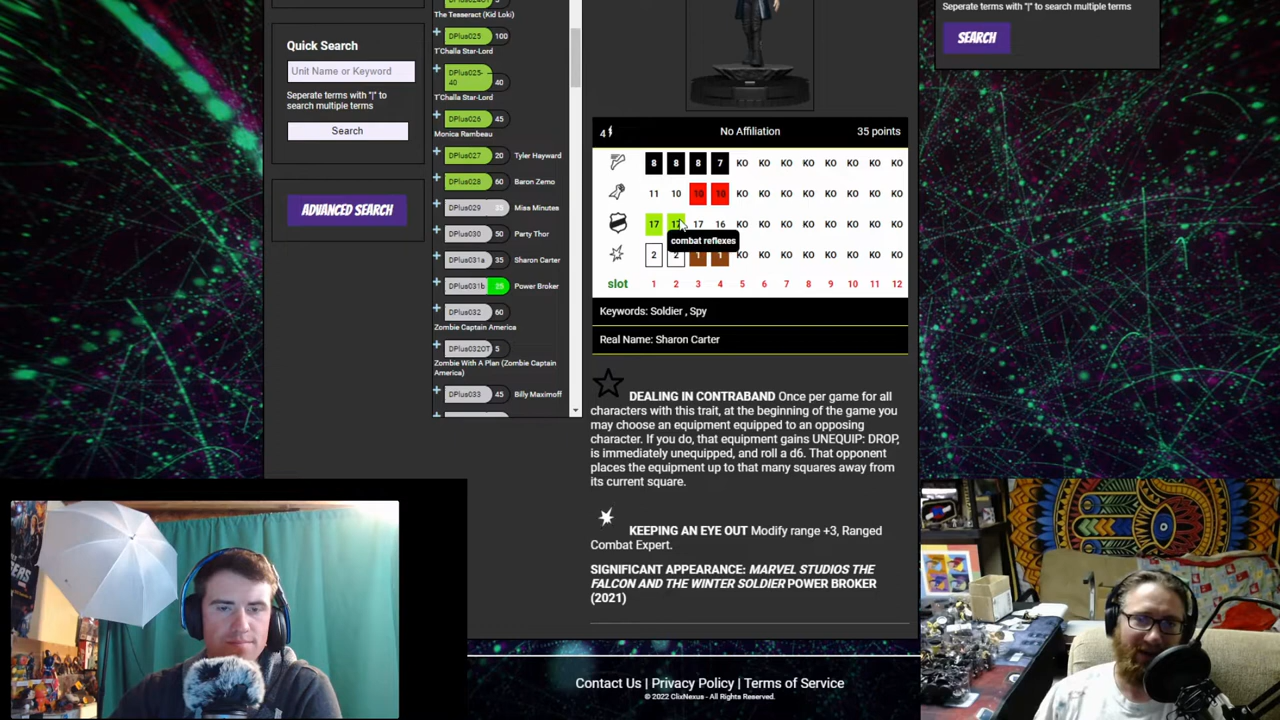 Quick Search
Unit Name or Keyword
Seperate terms with "|" to
search multiple terms
Search
ADVANCED SEARCH
The Tesseract (Kid Loki)
DPlus025 100
T'Challa Star-Lord
DPlus025-
40 40
T'Challa Star-Lord
DPlus026 45
Monica Rambeau
DPlus027 20 Tyler Hayward
DPlus028 60 Baron Zemo
DPlus029 Miss Minutes
DPlus030 50 Party Thor
DPlus031a 35 Sharon Carter
DPlus031b 25 Power Broker
DPlus032 60
Zombie Captain America
DPlus032OT 5
Zombie With A Plan (Zombie Captain
America)
DPlus033 45 Billy Maximoff
4 No Affiliation 35 points
8 8 8 7 KO KO KO KO KO KO KO KO
11 10 10 10 KO KO KO KO KO KO KO KO
17 17 17 16 KO KO KO KO KO KO KO KO
combat reflexes
2 2 1 1 KO KO KO KO KO KO KO KO
slot 1 2 3 4 5 6 7 8 9 10 11 12
Keywords: Soldier , Spy
Real Name: Sharon Carter
DEALING IN CONTRABAND Once per game for all
characters with this trait, at the beginning of the game you
may choose an equipment equipped to an opposing
character. If you do, that equipment gains UNEQUIP: DROP,
is immediately unequipped, and roll a d6. That opponent
places the equipment up to that many squares away from
its current square.
KEEPING AN EYE OUT Modify range +3, Ranged
Combat Expert.
SIGNIFICANT APPEARANCE: MARVEL STUDIOS THE
FALCON AND THE WINTER SOLDIER POWER BROKER
(2021)
Seperate terms with "|" to search multiple terms
SEARCH
Contact Us | Privacy Policy | Terms of Service
© 2022 ClixNexus - All Rights Reserved.